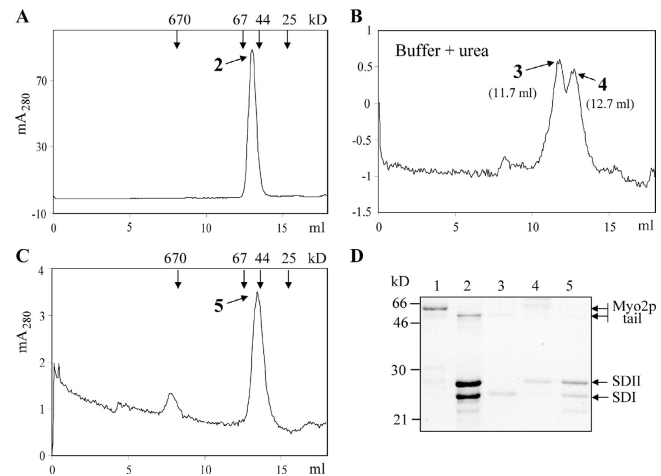 A
670 67 44 25 kD
2
70
30
-10
mA280
0 5 10 15 ml
B
Buffer + urea
3
(11.7 ml)
4
(12.7 ml)
1
0.5
0
-0.5
-1
-1.5
0 5 10 15 ml
C
670 67 44 25 kD
5
4
3
2
1
0
mA280
0 5 10 15 ml
D
kD 1 2 3 4 5
66
46
30
21
Myo2p
tail
SDII
SDI